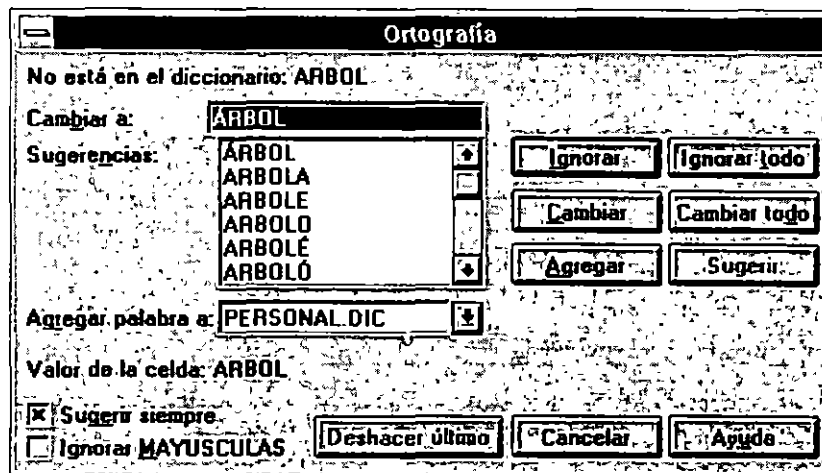 Ortografía
No está en el diccionario: ARBOL
Cambiar a: ÁRBOL
Sugerencias:
ÁRBOL
ARBOLA
ARBOLE
ARBOLO
ARBOLÉ
ARBOLÓ
Ignorar Ignorar todo
Cambiar Cambiar todo
Agregar Sugerir
Agregar palabra a: PERSONAL.DIC
Valor de la celda: ARBOL
Sugerir siempre
Ignorar MAYUSCULAS
Deshacer último Cancelar Ayuda